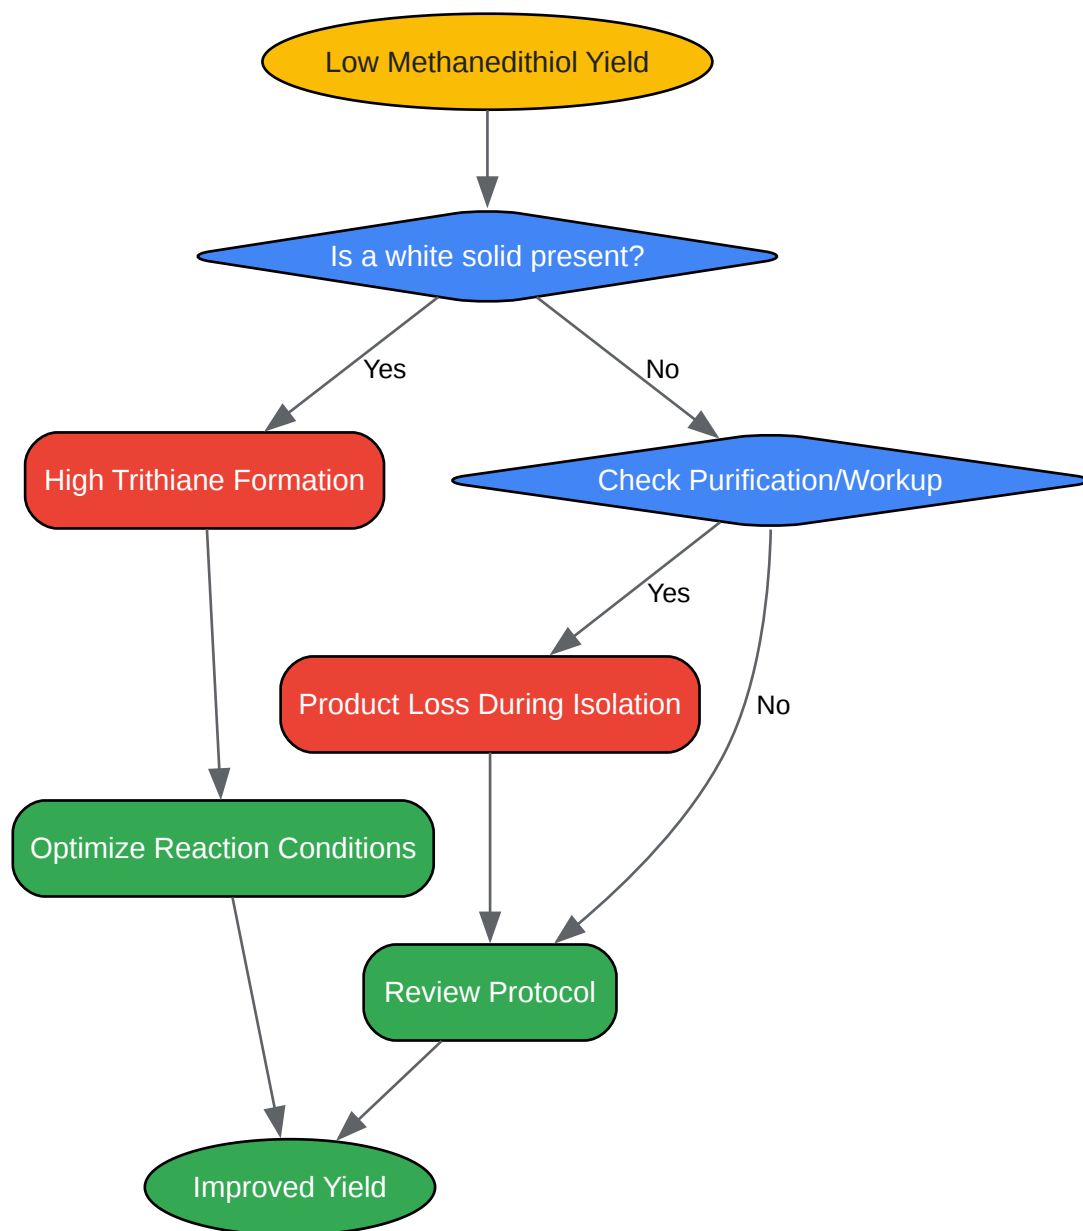 Low Methanedithiol Yield
Is a white solid present?
Yes
No
High Trithiane Formation
Check Purification/Workup
Yes
Product Loss During Isolation
No
Optimize Reaction Conditions
Review Protocol
Improved Yield